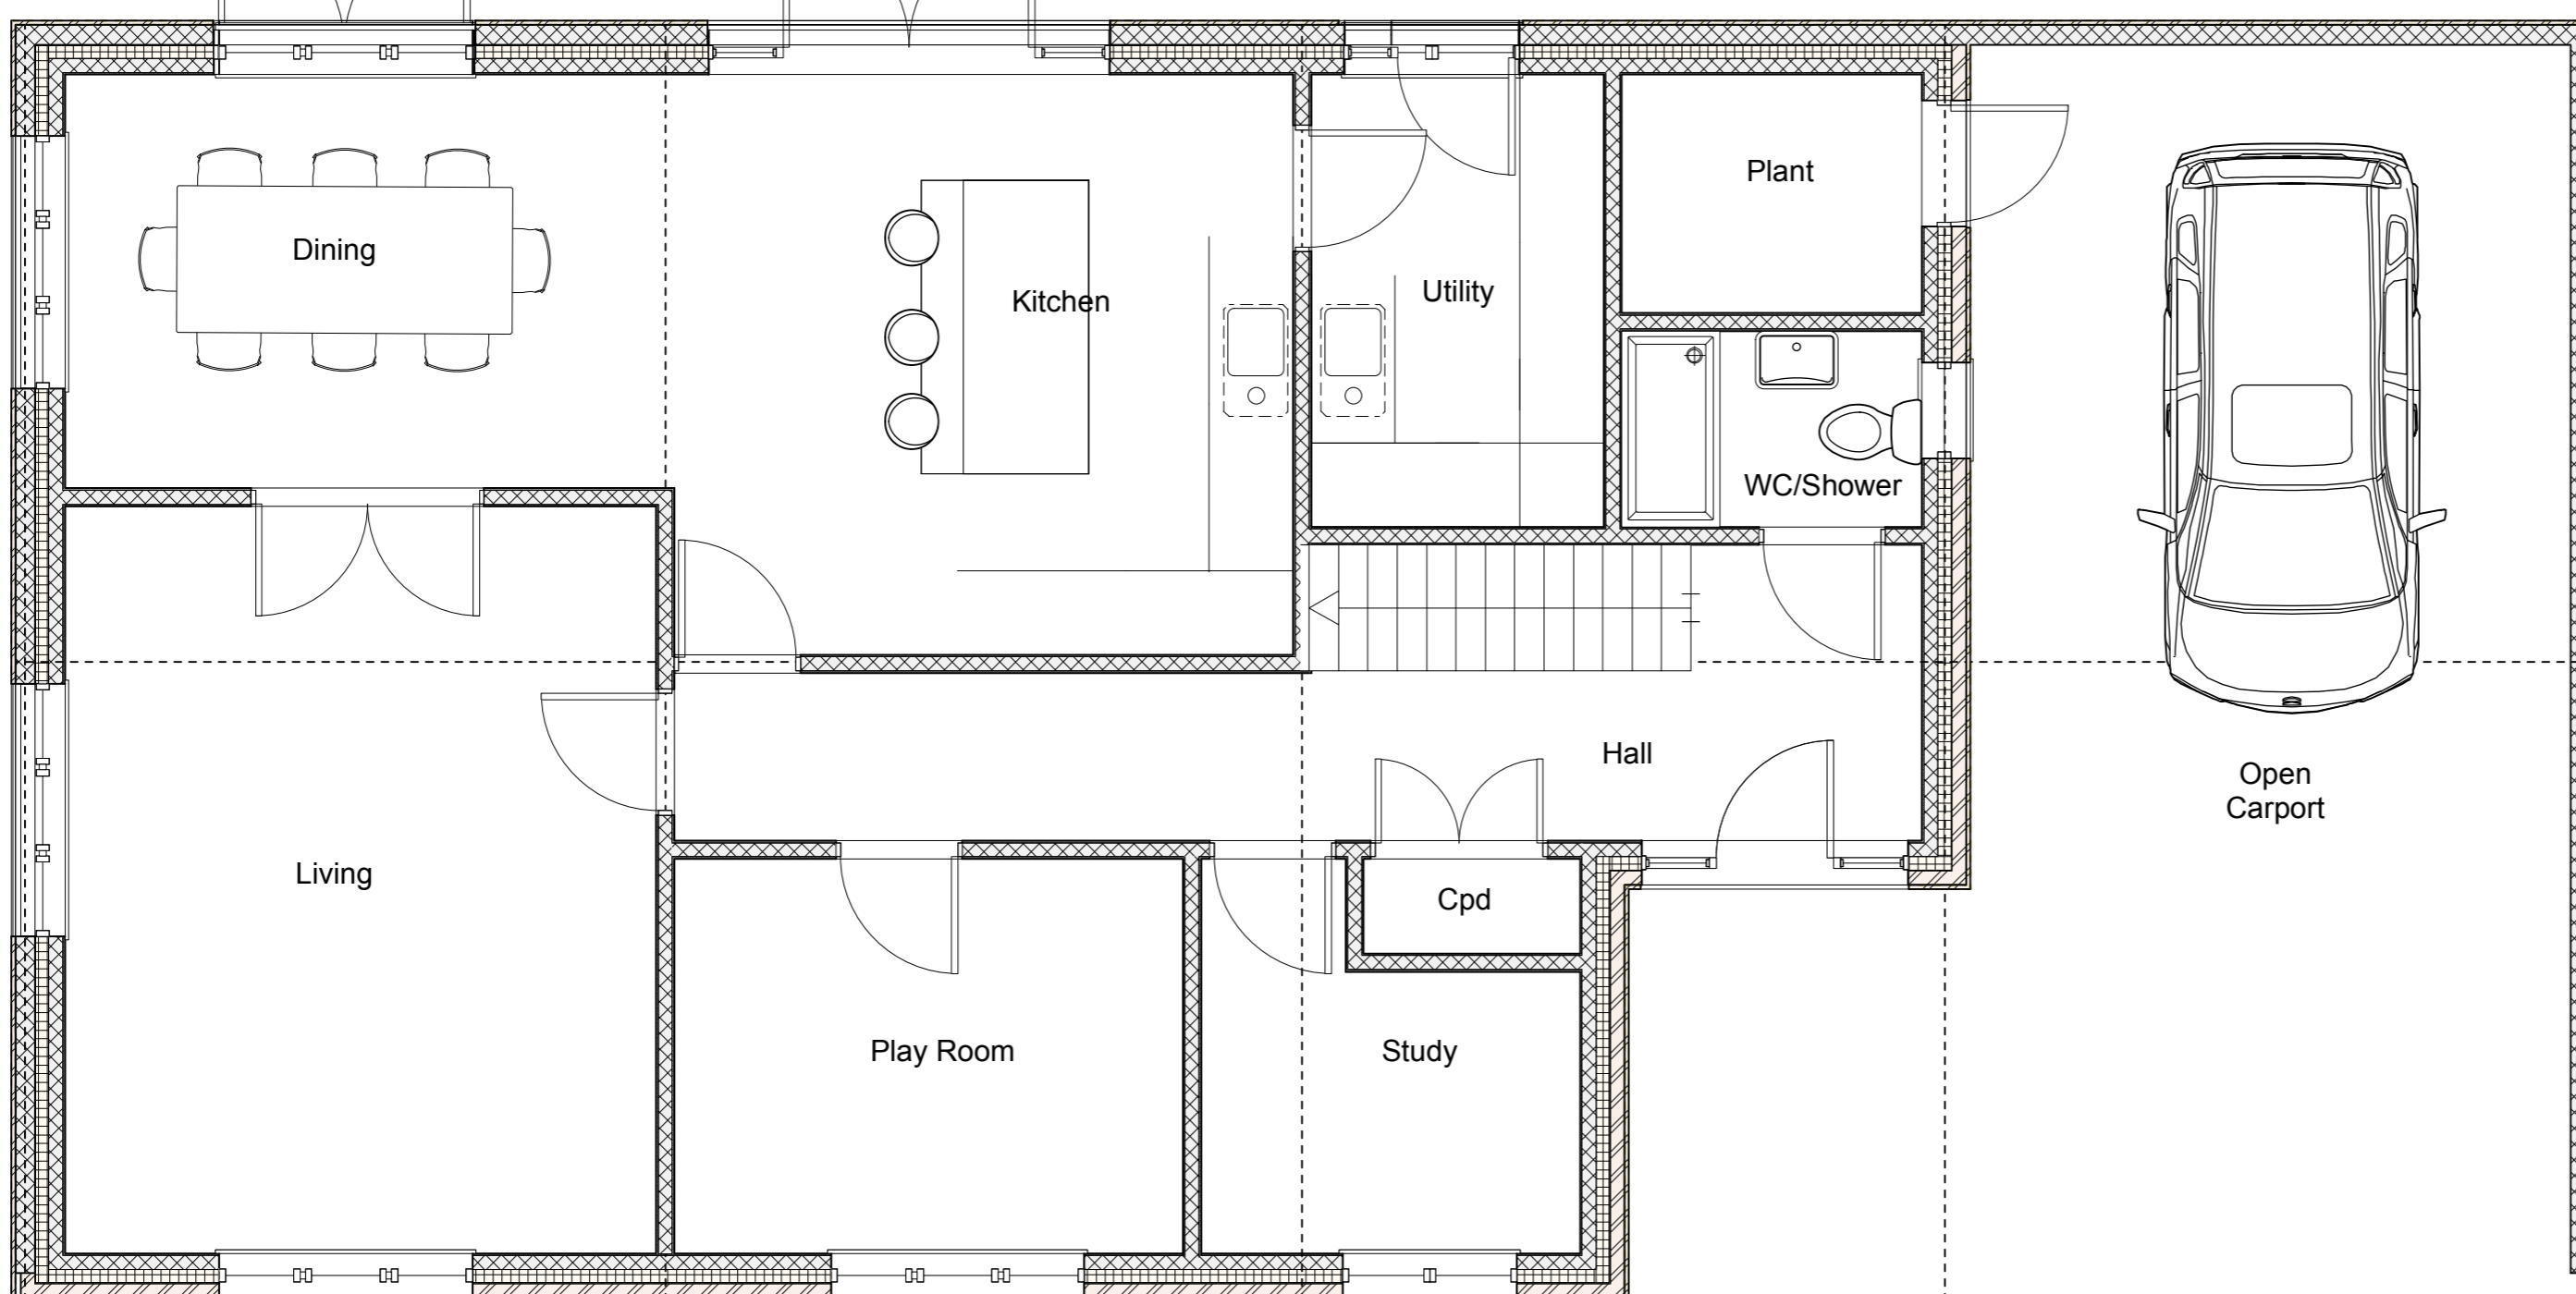 Plant
Dining
Kitchen
Utility
WC/Shower
Hall
Open
Carport
Living
Cpd
Play Room
Study